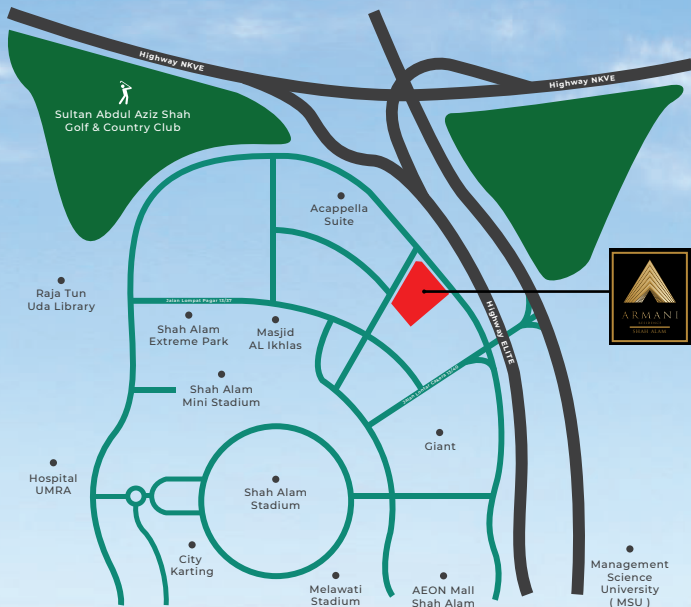 Highway NKVE
Highway NKVE
Sultan Abdul Aziz Shah
Golf & Country Club
Acappella
Suite
Raja Tun
Uda Library
Jalan Lompat Pagar 13/37
Shah Alam
Extreme Park
Masjid
AL Ikhlas
ARMANI
SHAH ALAM
Highway ELITE
Shah Alam
Mini Stadium
Giant
Hospital
UMRA
Shah Alam
Stadium
City
Karting
Melawati
Stadium
AEON Mall
Shah Alam
Management
Science
University
( MSU )